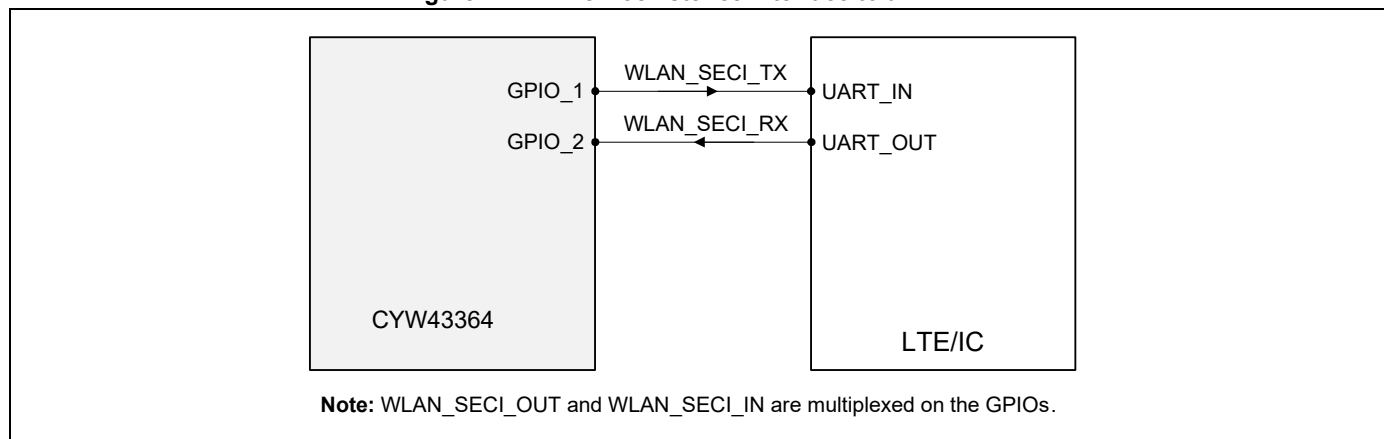 GPIO_1 WLAN_SECI_TX UART_IN
GPIO_2 WLAN_SECI_RX UART_OUT
CYW43364
LTE/IC
Note: WLAN_SECI_OUT and WLAN_SECI_IN are multiplexed on the GPIOs.